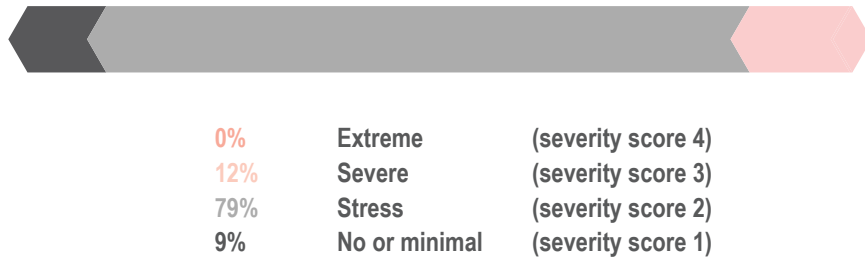 0% Extreme (severity score 4)
12% Severe (severity score 3)
79% Stress (severity score 2)
9% No or minimal (severity score 1)